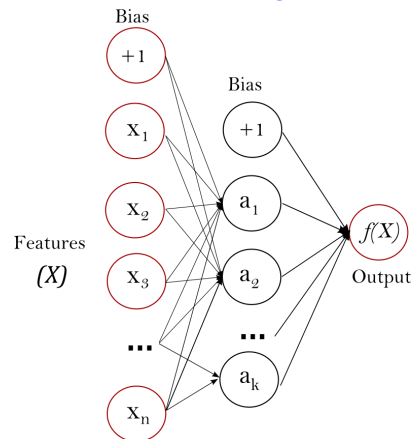 Bias
+1
x1
x2
x3
...
xn
Features
(X)
Bias
+1
a1
a2
...
ak
f(X)
Output